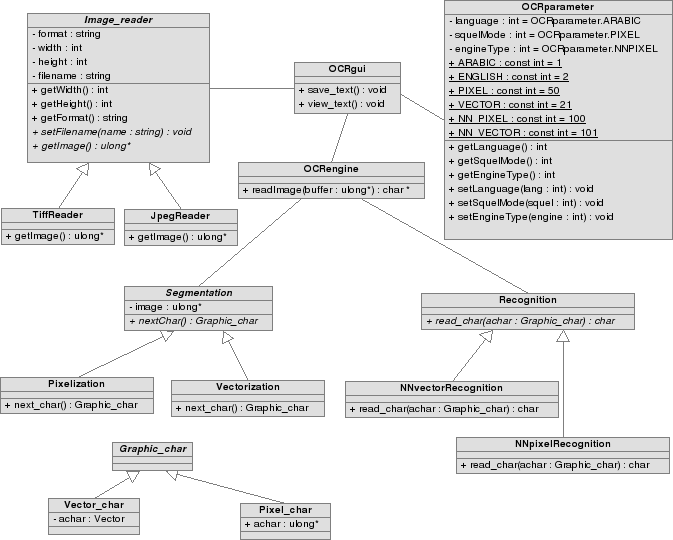 Image_reader
- format : string
- width : int
- height : int
- filename : string
+ getWidth() : int
+ getHeight() : int
+ getFormat() : string
+ setFilename(name : string) : void
+ getImage() : ulong*
OCRgui
+ save_text() : void
+ view_text() : void
OCRparameter
- language : int = OCRparameter.ARABIC
- squelMode : int = OCRparameter.PIXEL
- engineType : int = OCRparameter.NNPIXEL
+ ARABIC : const int = 1
+ ENGLISH : const int = 2
+ PIXEL : const int = 50
+ VECTOR : const int = 21
+ NN_PIXEL : const int = 100
+ NN_VECTOR : const int = 101
+ getLanguage() : int
+ getSquelMode() : int
+ getEngineType() : int
+ setLanguage(lang : int) : void
+ setSquelMode(squel : int) : void
+ setEngineType(engine : int) : void
OCRengine
+ readImage(buffer : ulong*) : char *
TiffReader
+ getImage() : ulong*
JpegReader
+ getImage() : ulong*
Segmentation
- image : ulong*
+ nextChar() : Graphic_char
Recognition
+ read_char(achar : Graphic_char) : char
Pixelization
+ next_char() : Graphic_char
Vectorization
+ next_char() : Graphic_char
NNvectorRecognition
+ read_char(achar : Graphic_char) : char
NNpixelRecognition
+ read_char(achar : Graphic_char) : char
Graphic_char
Vector_char
- achar : Vector
Pixel_char
+ achar : ulong*